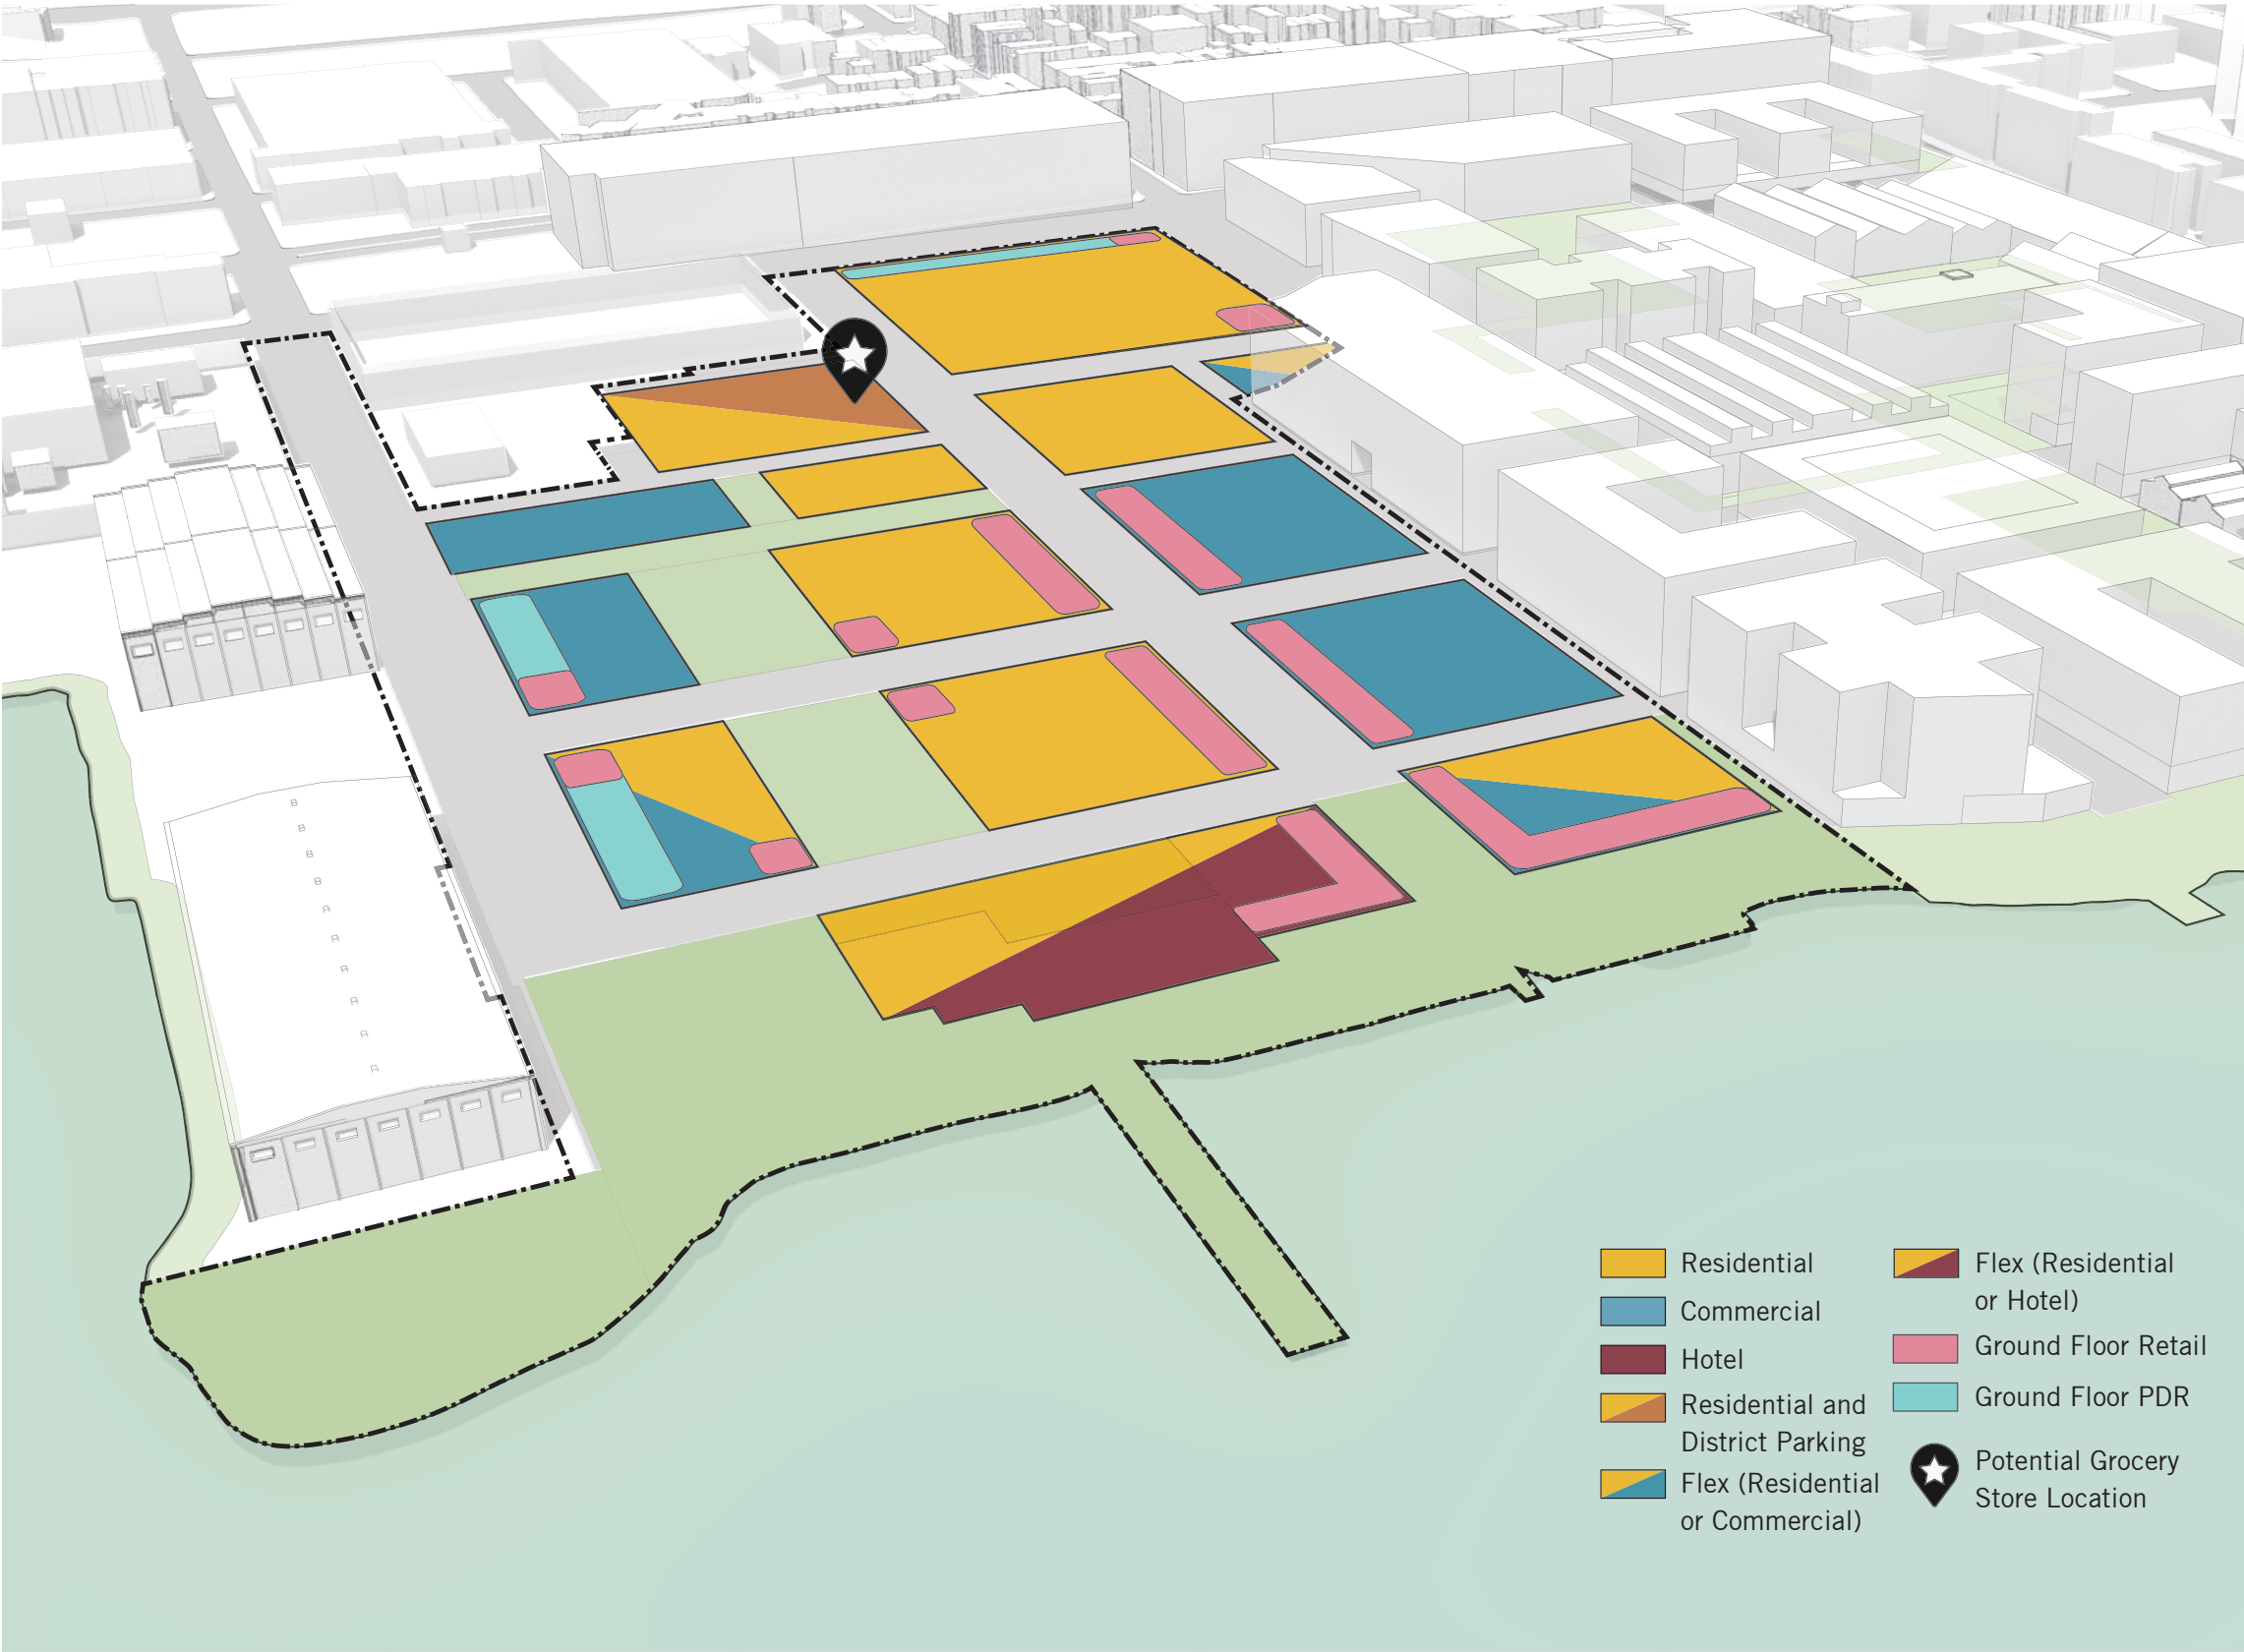 Residential
Commercial
Hotel
Residential and
District Parking
Flex (Residential
or Commercial)
Flex (Residential
or Hotel)
Ground Floor Retail
Ground Floor PDR
Potential Grocery
Store Location